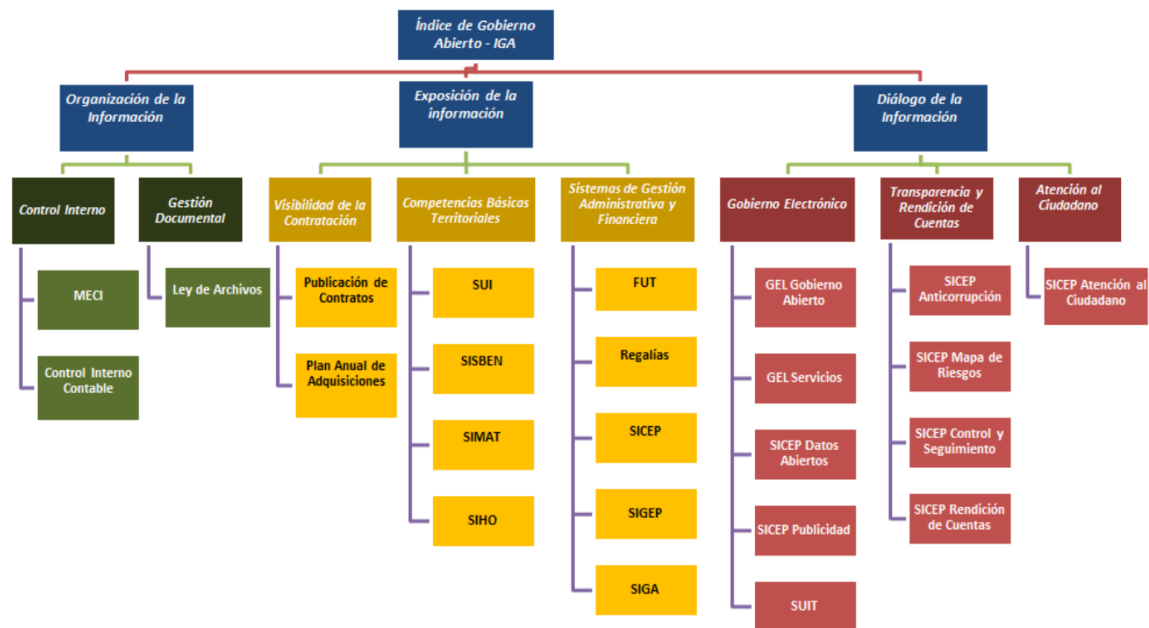 Índice de Gobierno
Abierto - IGA
Organización de la
Información
Exposición de la
información
Diálogo de la
Información
Control Interno
Gestión
Documental
Visibilidad de la
Contratación
Competencias Básicas
Territoriales
Sistemas de Gestión
Administrativa y
Financiera
Gobierno Electrónico
Transparencia y
Rendición de
Cuentas
Atención al
Ciudadano
MECI
Control Interno
Contable
Ley de Archivos
Publicación de
Contratos
Plan Anual de
Adquisiciones
SUI
SISBEN
SIMAT
SIHO
FUT
Regalías
SICEP
SIGEP
SIGA
GEL Gobierno
Abierto
GEL Servicios
SICEP Datos
Abiertos
SICEP Publicidad
SUIT
SICEP
Anticorrupción
SICEP Mapa de
Riesgos
SICEP Control y
Seguimiento
SICEP Rendición
de Cuentas
SICEP Atención al
Ciudadano